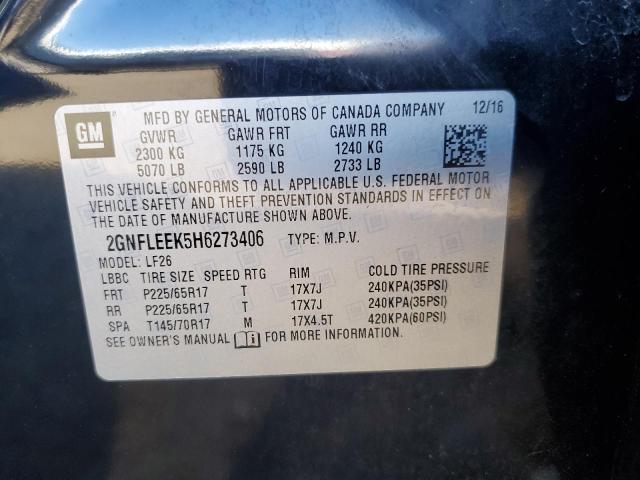 GM
MFD BY GENERAL MOTORS OF CANADA COMPANY 12/16
GVWR GAWR FRT GAWR RR
2300 KG 1175 KG 1240 KG
5070 LB 2590 LB 2733 LB
THIS VEHICLE CONFORMS TO ALL APPLICABLE U.S. FEDERAL MOTOR
VEHICLE SAFETY AND THEFT PREVENTION STANDARDS IN EFFECT ON
THE DATE OF MANUFACTURE SHOWN ABOVE.
2GNFLEEK5H6273406 TYPE: M.P.V.
MODEL: LF26
LBBC TIRE SIZE SPEED RTG RIM COLD TIRE PRESSURE
FRT P225/65R17 T 17X7J 240KPA(35PSI)
RR P225/65R17 T 17X7J 240KPA(35PSI)
SPA T145/70R17 M 17X4.5T 420KPA(60PSI)
SEE OWNER'S MANUAL FOR MORE INFORMATION.